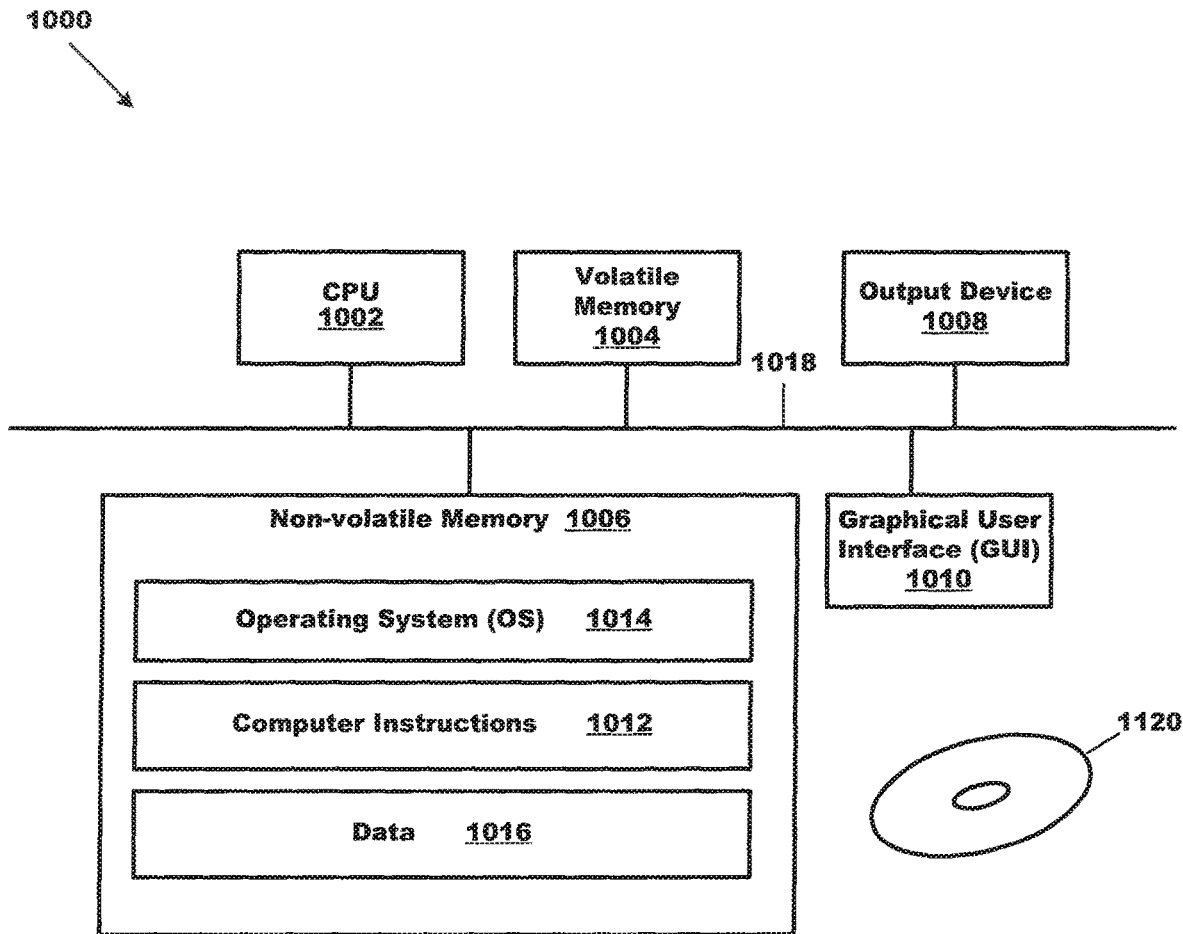 1000
CPU
1002
Volatile
Memory
1004
Output Device
1008
1018
Non-volatile Memory 1006
Graphical User
Interface (GUI)
1010
Operating System (OS) 1014
Computer Instructions 1012
Data 1016
1120